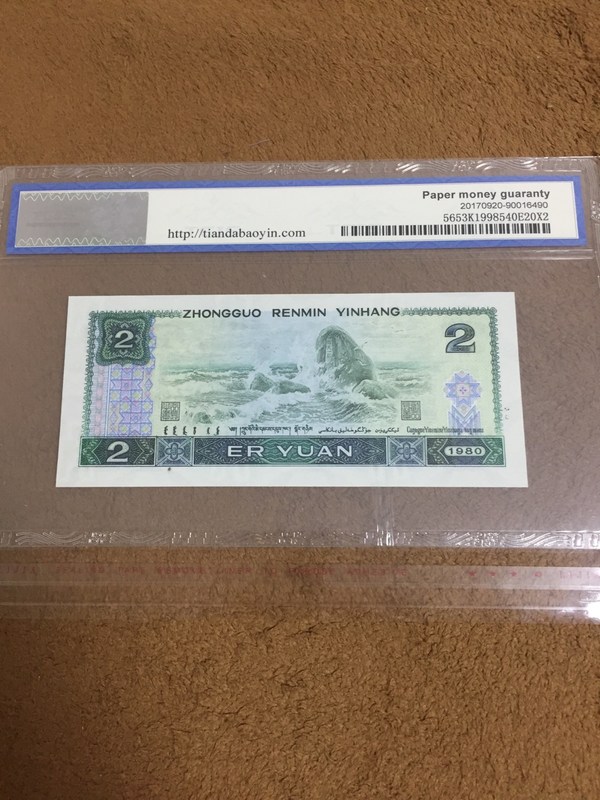 Paper money guaranty
20170920-90016490
5653K1998540E20X2
http://tiandabaoyin.com
ZHONGGUO RENMIN YINHANG
2
2
2
ER YUAN
1980